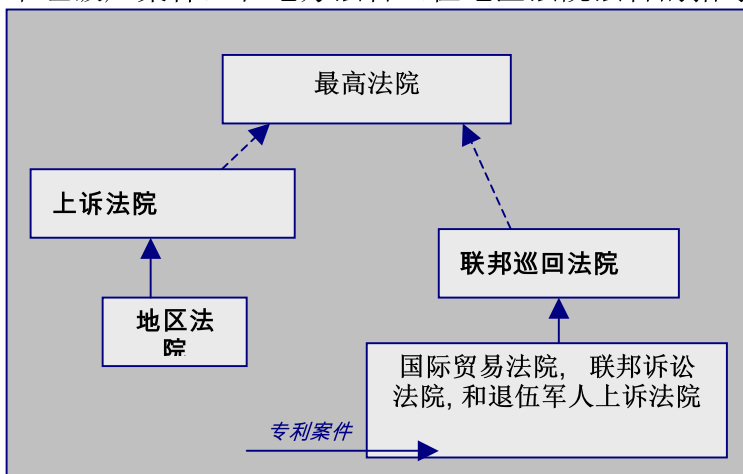 最高法院
上诉法院
联邦巡回法院
地区法
院
国际贸易法院, 联邦诉讼
法院, 和退伍军人上诉法院
专利案件